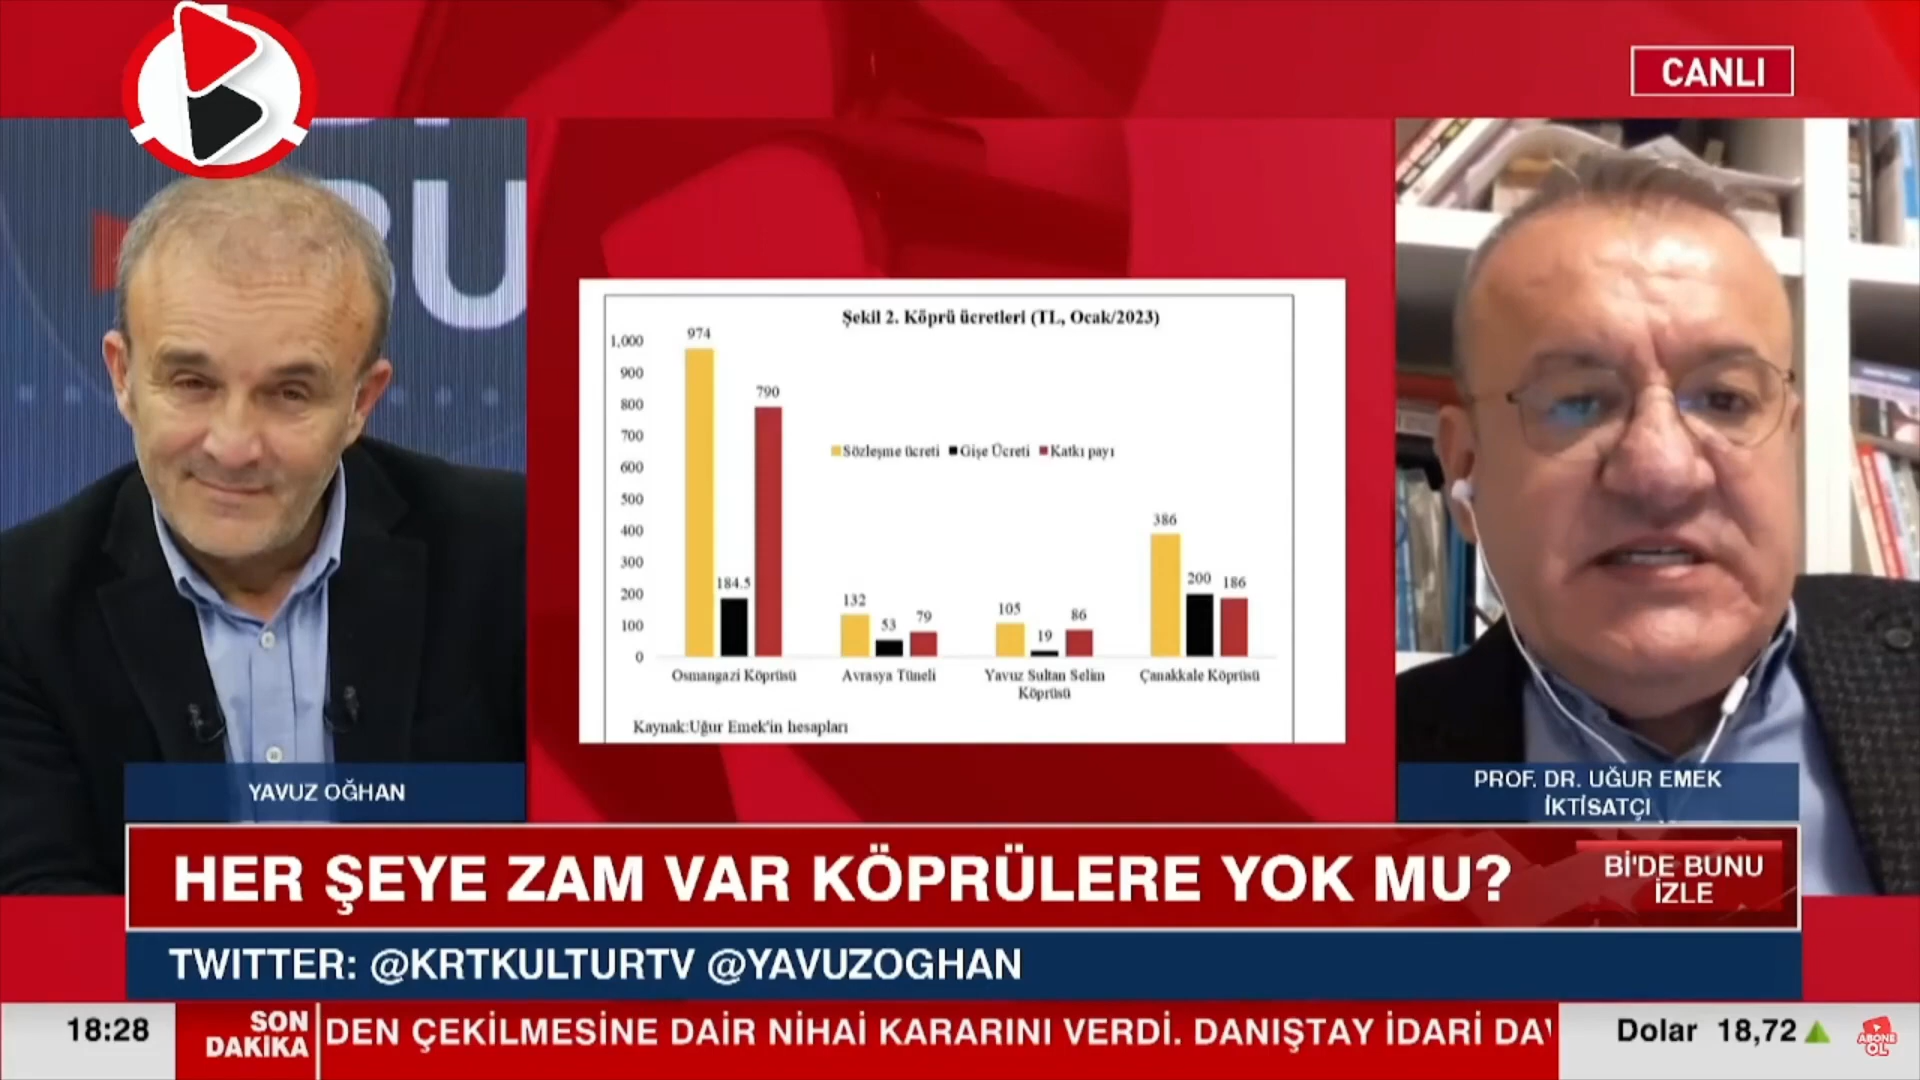 CANLI
BU
Şekil 2. Köprü ücretleri (TL, Ocak/2023)
1,000
900
800
700
600
500
400
300
200
100
0
974
184.5
790
132
53
79
105
19
86
386
200
186
Sözleşme ücreti Gişe Ücreti Katkı payı
Osmangazi Köprüsü
Avrasya Tüneli
Yavuz Sultan Selim
Köprüsü
Çanakkale Köprüsü
Kaynak:Uğur Emek'in hesapları
YAVUZ OĞHAN
PROF. DR. UĞUR EMEK
İKTİSATÇI
HER ŞEYE ZAM VAR KÖPRÜLERE YOK MU?
Bİ'DE BUNU
İZLE
TWITTER: @KRTKULTURTV @YAVUZOGHAN
18:28
SON
DAKİKA
DEN ÇEKİLMESİNE DAİR NİHAİ KARARINI VERDİ. DANIŞTAY İDARİ DAV
Dolar 18,72
ABONE
OL